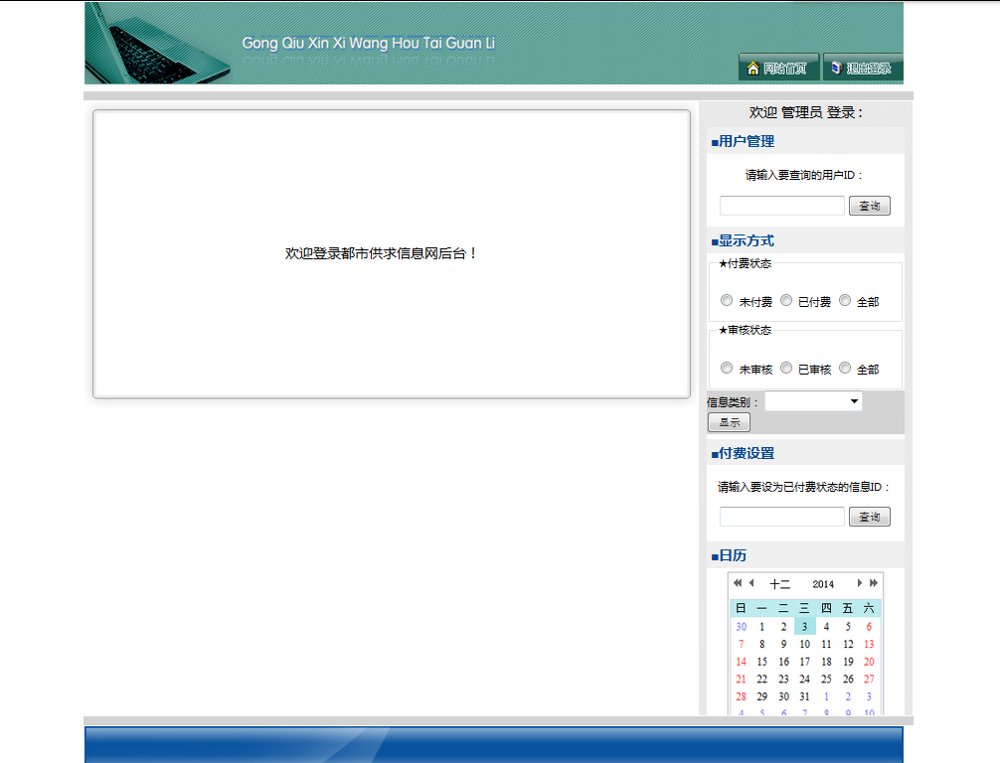 Gong Qiu Xin Xi Wang Hou Tai Guan Li
网站首页 退出登录
欢迎登录都市供求信息网后台！
欢迎 管理员 登录：
■用户管理
请输入要查询的用户ID：
查询
■显示方式
★付费状态
未付费 已付费 全部
★审核状态
未审核 已审核 全部
信息类别：
显示
■付费设置
请输入要设为已付费状态的信息ID：
查询
■日历
十二 2014
日 一 二 三 四 五 六
30 1 2 3 4 5 6
7 8 9 10 11 12 13
14 15 16 17 18 19 20
21 22 23 24 25 26 27
28 29 30 31 1 2 3
4 5 6 7 8 9 10